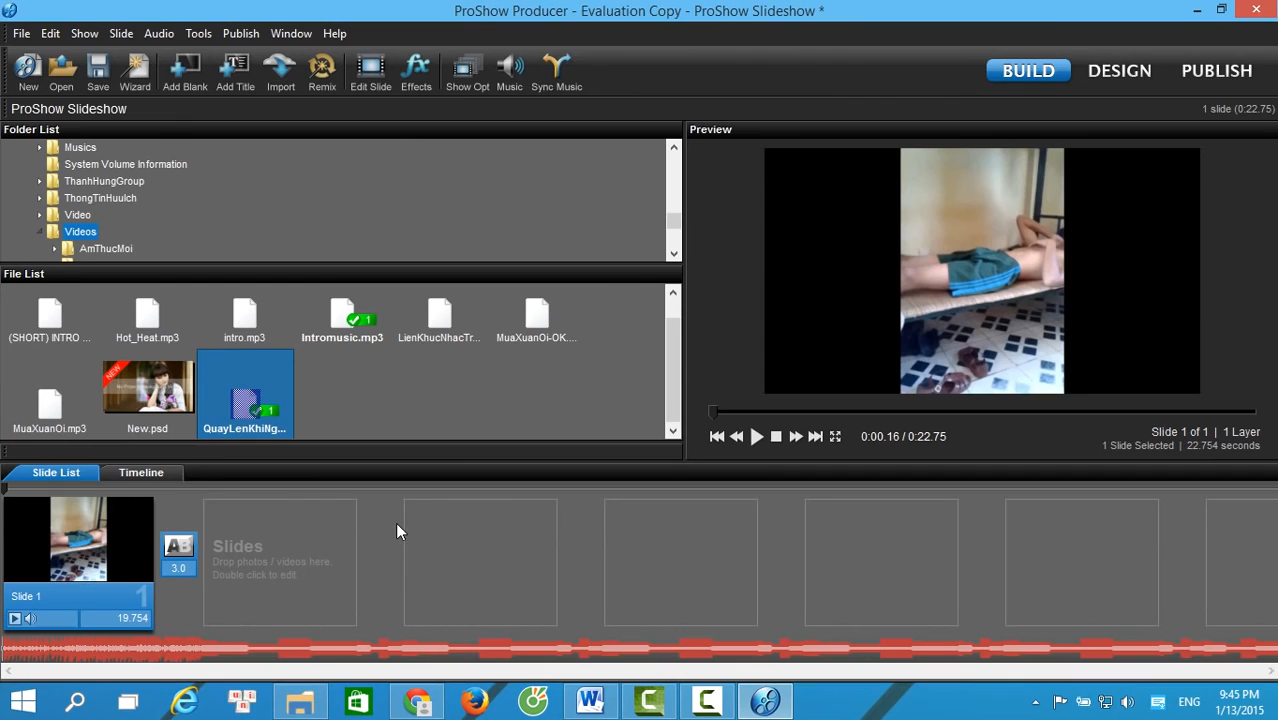 ProShow Producer - Evaluation Copy - ProShow Slideshow *
File Edit Show Slide Audio Tools Publish Window Help
New Open Save Wizard Add Blank Add Title Import Remix Edit Slide Effects Show Opt Music Sync Music
BUILD DESIGN PUBLISH
ProShow Slideshow
1 slide (0:22.75)
Folder List
Musics
System Volume Information
ThanhHungGroup
ThongTinHuuIch
Video
Videos
AmThucMoi
File List
(SHORT) INTRO ... Hot_Heat.mp3 intro.mp3 Intromusic.mp3 LienKhucNhacTr... MuaXuanOi-OK....
1
NEW
1
MuaXuanOi.mp3 New.psd QuayLenKhiNg...
Preview
0:00.16 / 0:22.75
Slide 1 of 1 | 1 Layer
1 Slide Selected | 22.754 seconds
Slide List Timeline
AB
3.0
Slides
Drop photos / videos here.
Double click to edit.
Slide 1 1
19.754
ENG
9:45 PM
1/13/2015